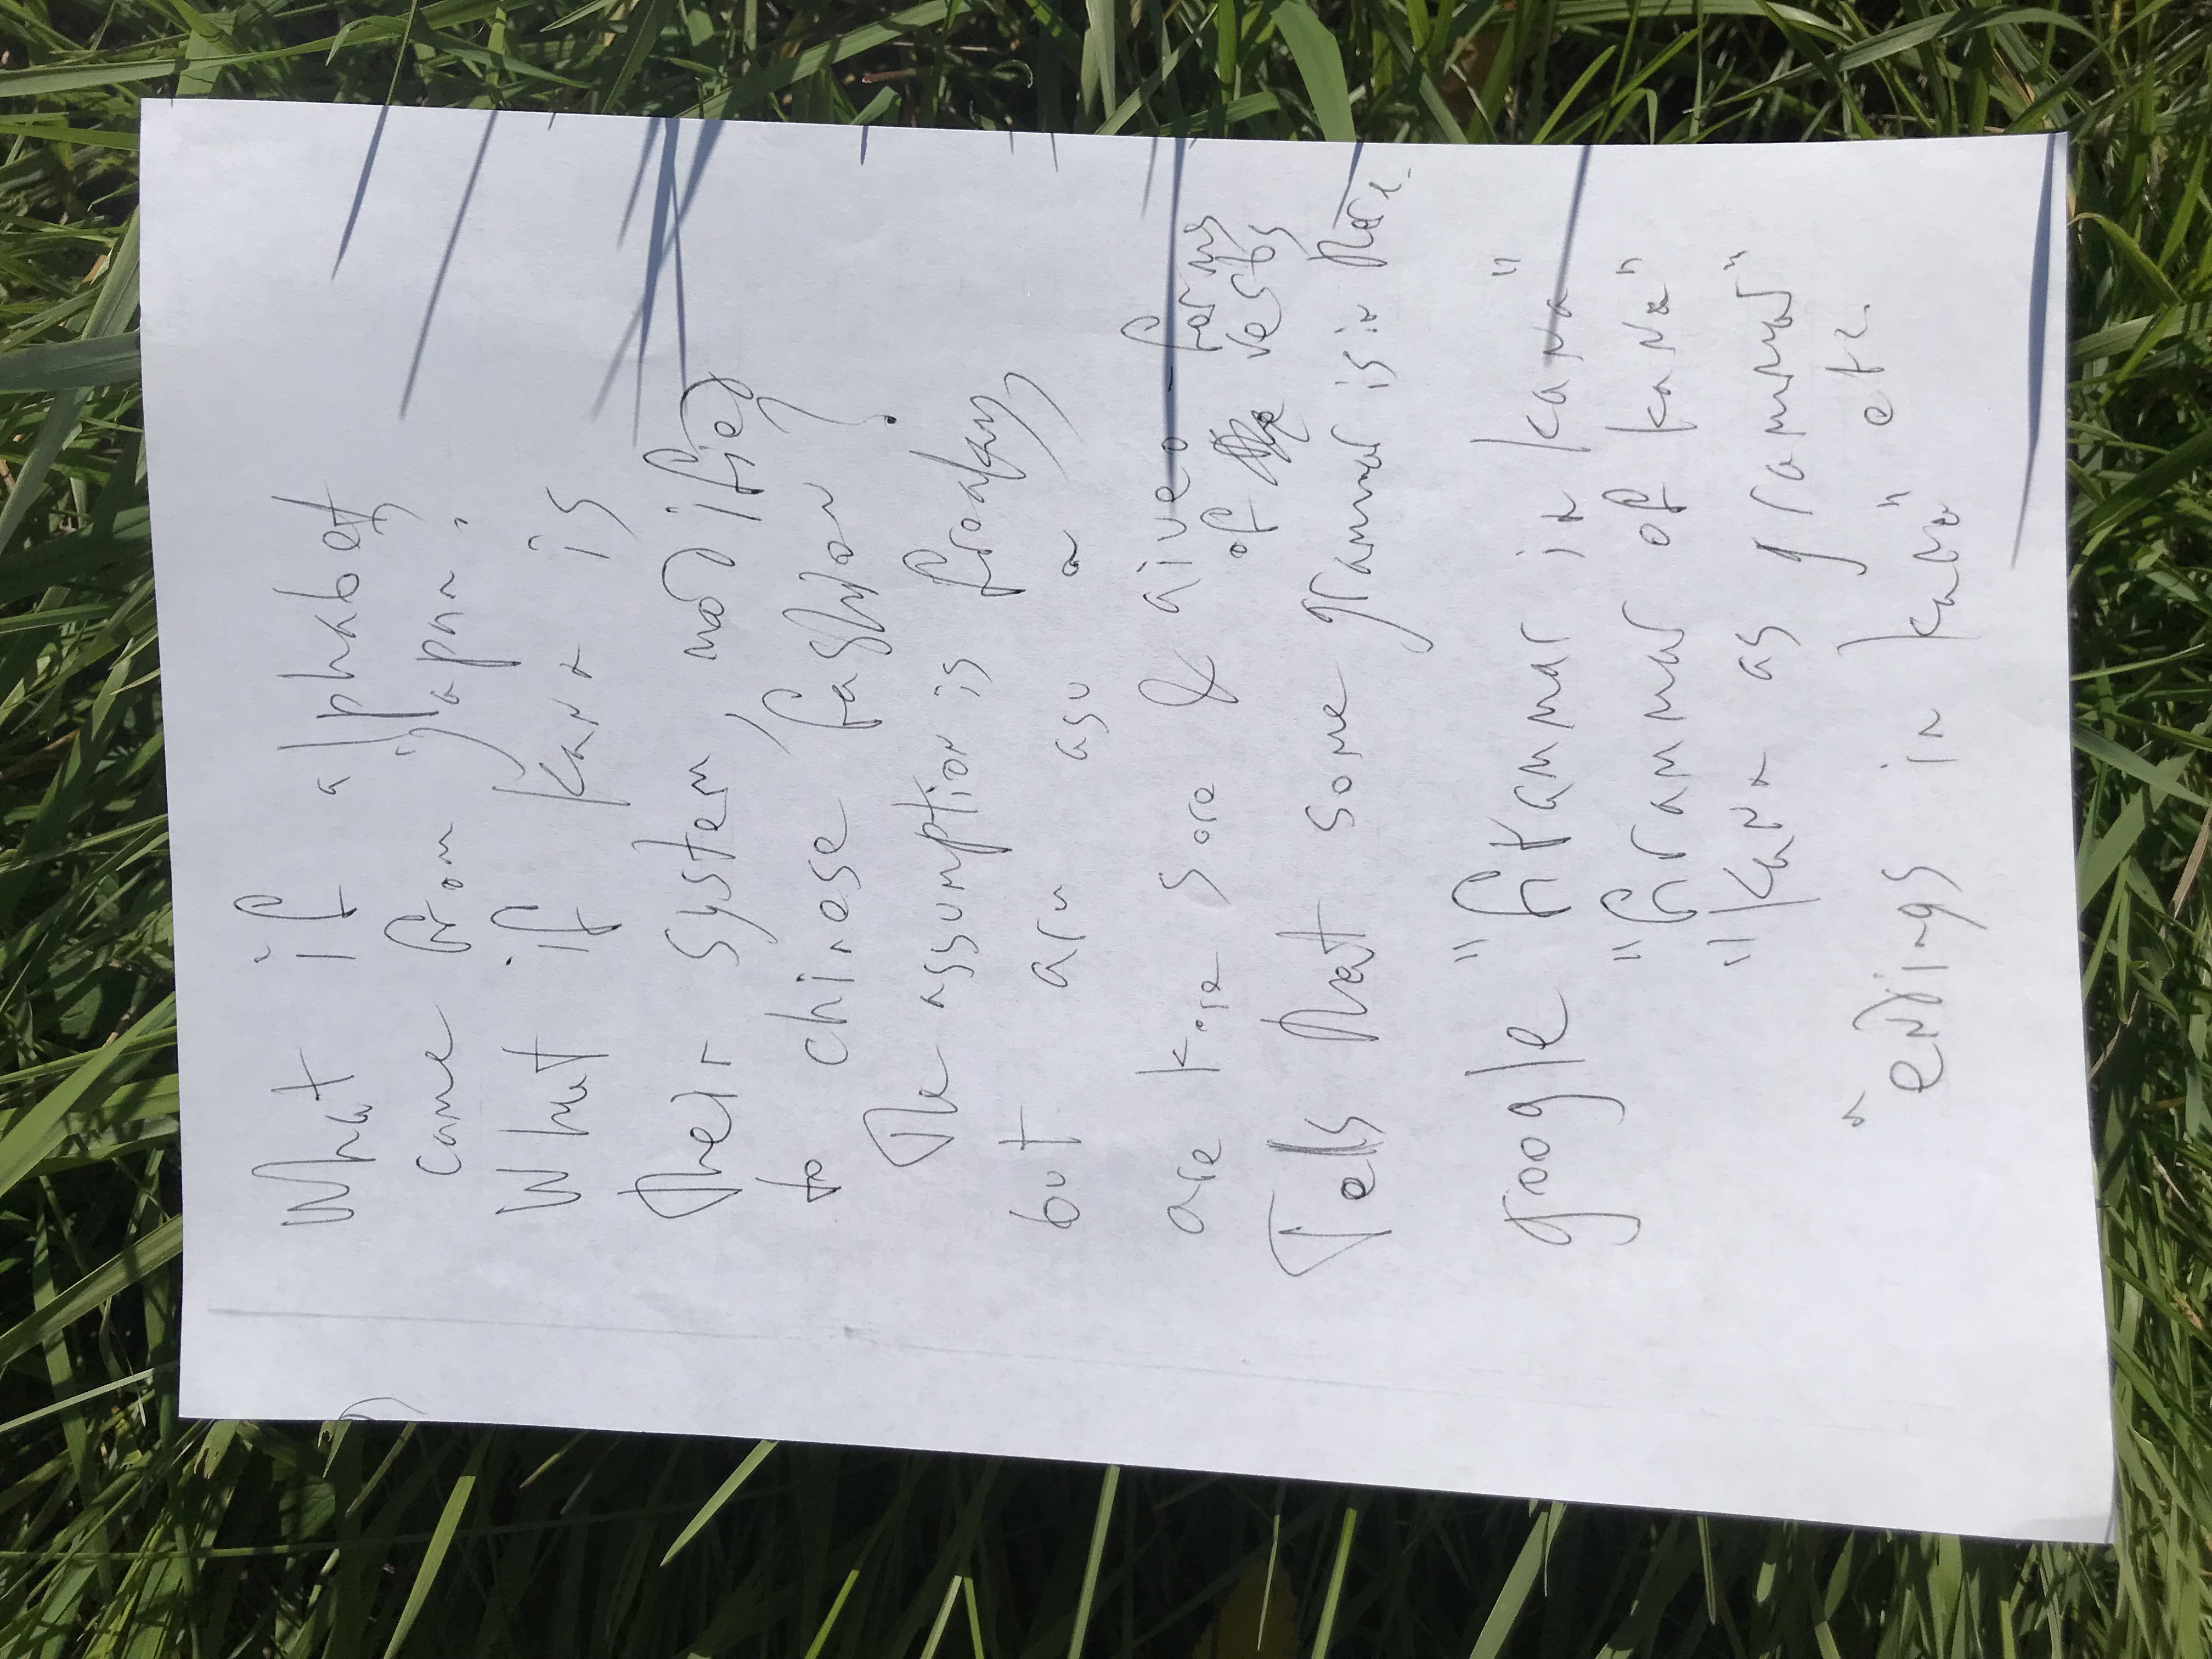 What if alphabet
came from Japan?
What if kana is
their system, modified
to chinese fashion?
The assumption is freaky,
but aru asu a
are kore sore & aiueo-forms
of verbs
Tells that some grammar is in there.
google "Grammar in kana"
"Grammar of kana"
"Kana as grammar"
"endings in kana" etc.